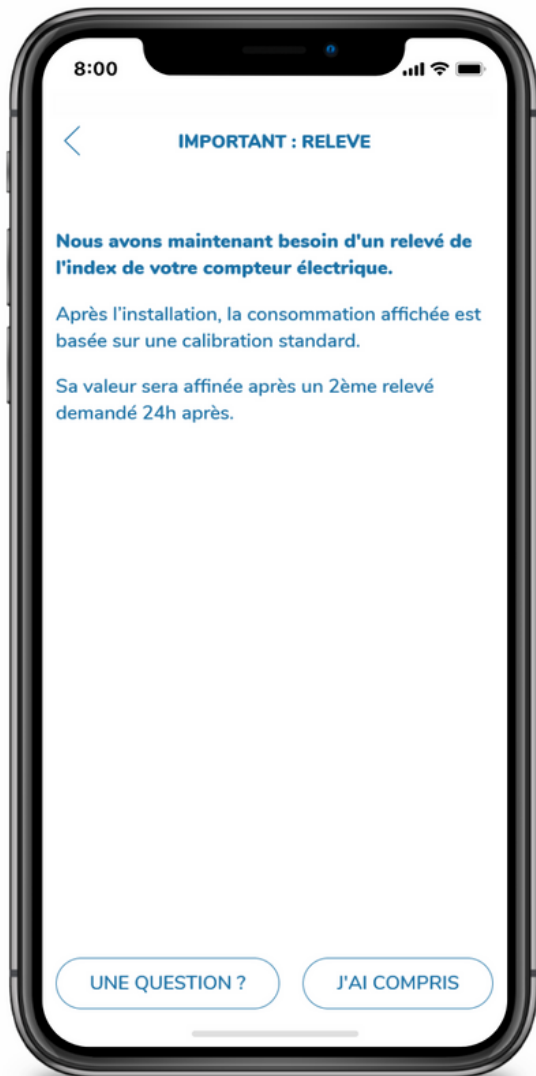 8:00
IMPORTANT : RELEVE
Nous avons maintenant besoin d'un relevé de
l'index de votre compteur électrique.
Après l’installation, la consommation affichée est
basée sur une calibration standard.
Sa valeur sera affinée après un 2ème relevé
demandé 24h après.
UNE QUESTION ?
J'AI COMPRIS